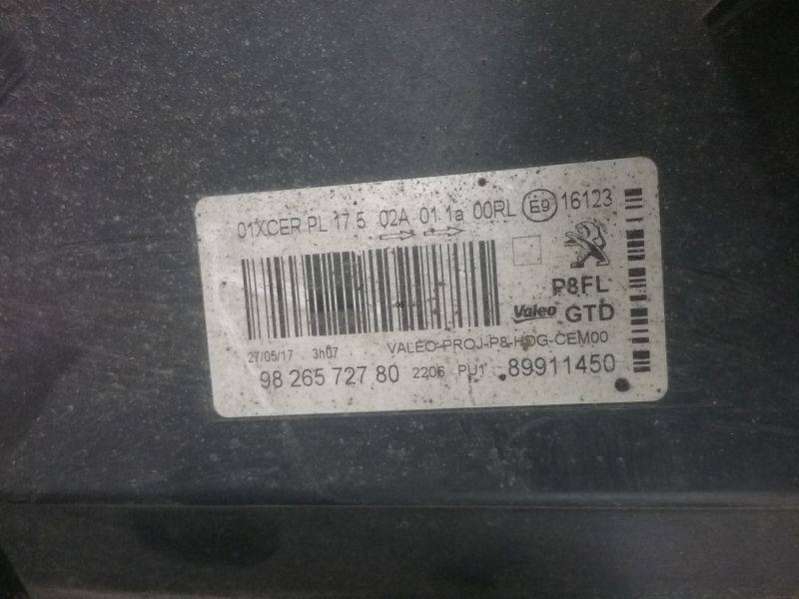 01XCER PL 17.5 02A 01.1a 00RL E9 16123
P8FL
Valeo GTD
VALEO-PROJ-P8-HDG-CEM00
27/05/17 3h07
98 265 727 80 2206 PU1 89911450